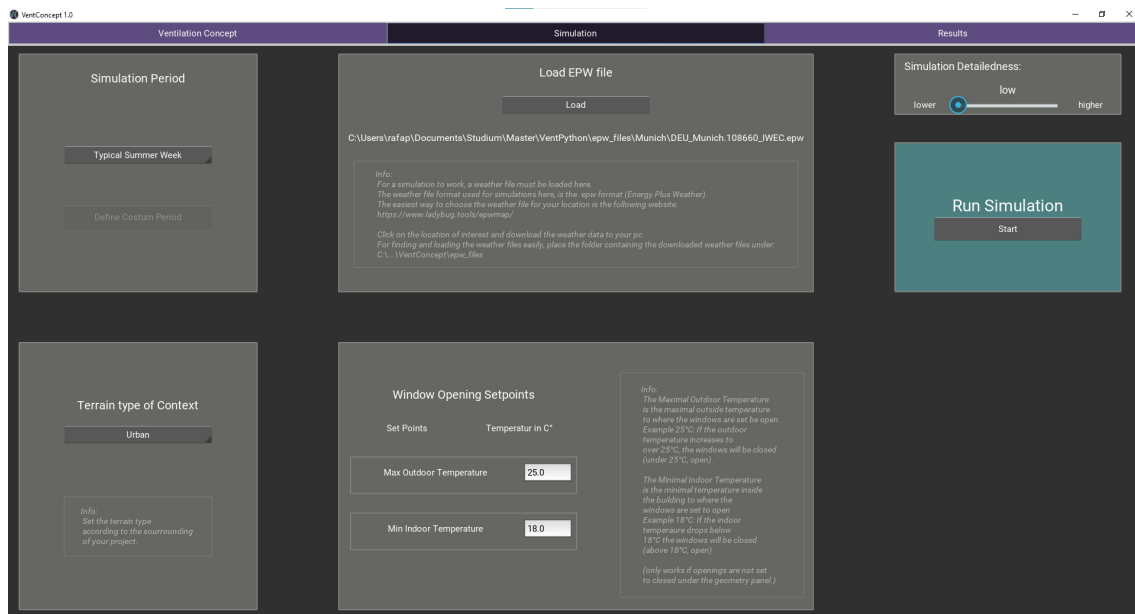 VentConcept 1.0
Ventilation Concept
Simulation
Results
Simulation Period
Typical Summer Week
Define Costum Period
Load EPW file
Load
C:\Users\rafap\Documents\Studium\Master\VentPython\epw_files\Munich\DEU_Munich.108660_IWEC.epw
Info:
For a simulation to work, a weather file must be loaded here.
The weather file format used for simulations here, is the .epw format (Energy Plus Weather).
The easiest way to choose the weather file for your location is the following website:
https://www.ladybug.tools/epwmap/
Click on the location of interest and download the weather data to your pc.
For finding and loading the weather files easily, place the folder containing the downloaded weather files under:
C:\...\VentConcept\epw_files
Simulation Detailedness:
low
lower
higher
Run Simulation
Start
Terrain type of Context
Urban
Info:
Set the terrain type
according to the sourrounding
of your project.
Window Opening Setpoints
Set Points
Temperatur in C°
Max Outdoor Temperature
25.0
Min Indoor Temperature
18.0
Info:
The Maximal Outdoor Temperature
is the maximal outside temperature
to where the windows are set be open.
Example 25°C: If the outdoor
temperature increases to
over 25°C, the windows will be closed
(under 25°C, open).
The Minimal Indoor Temperature
is the minimal temperature inside
the building to where the
windows are set to open
Example 18°C: If the indoor
temperaure drops below
18°C the windows will be closed
(above 18°C, open)
(only works if openings are not set
to closed under the geometry panel.)